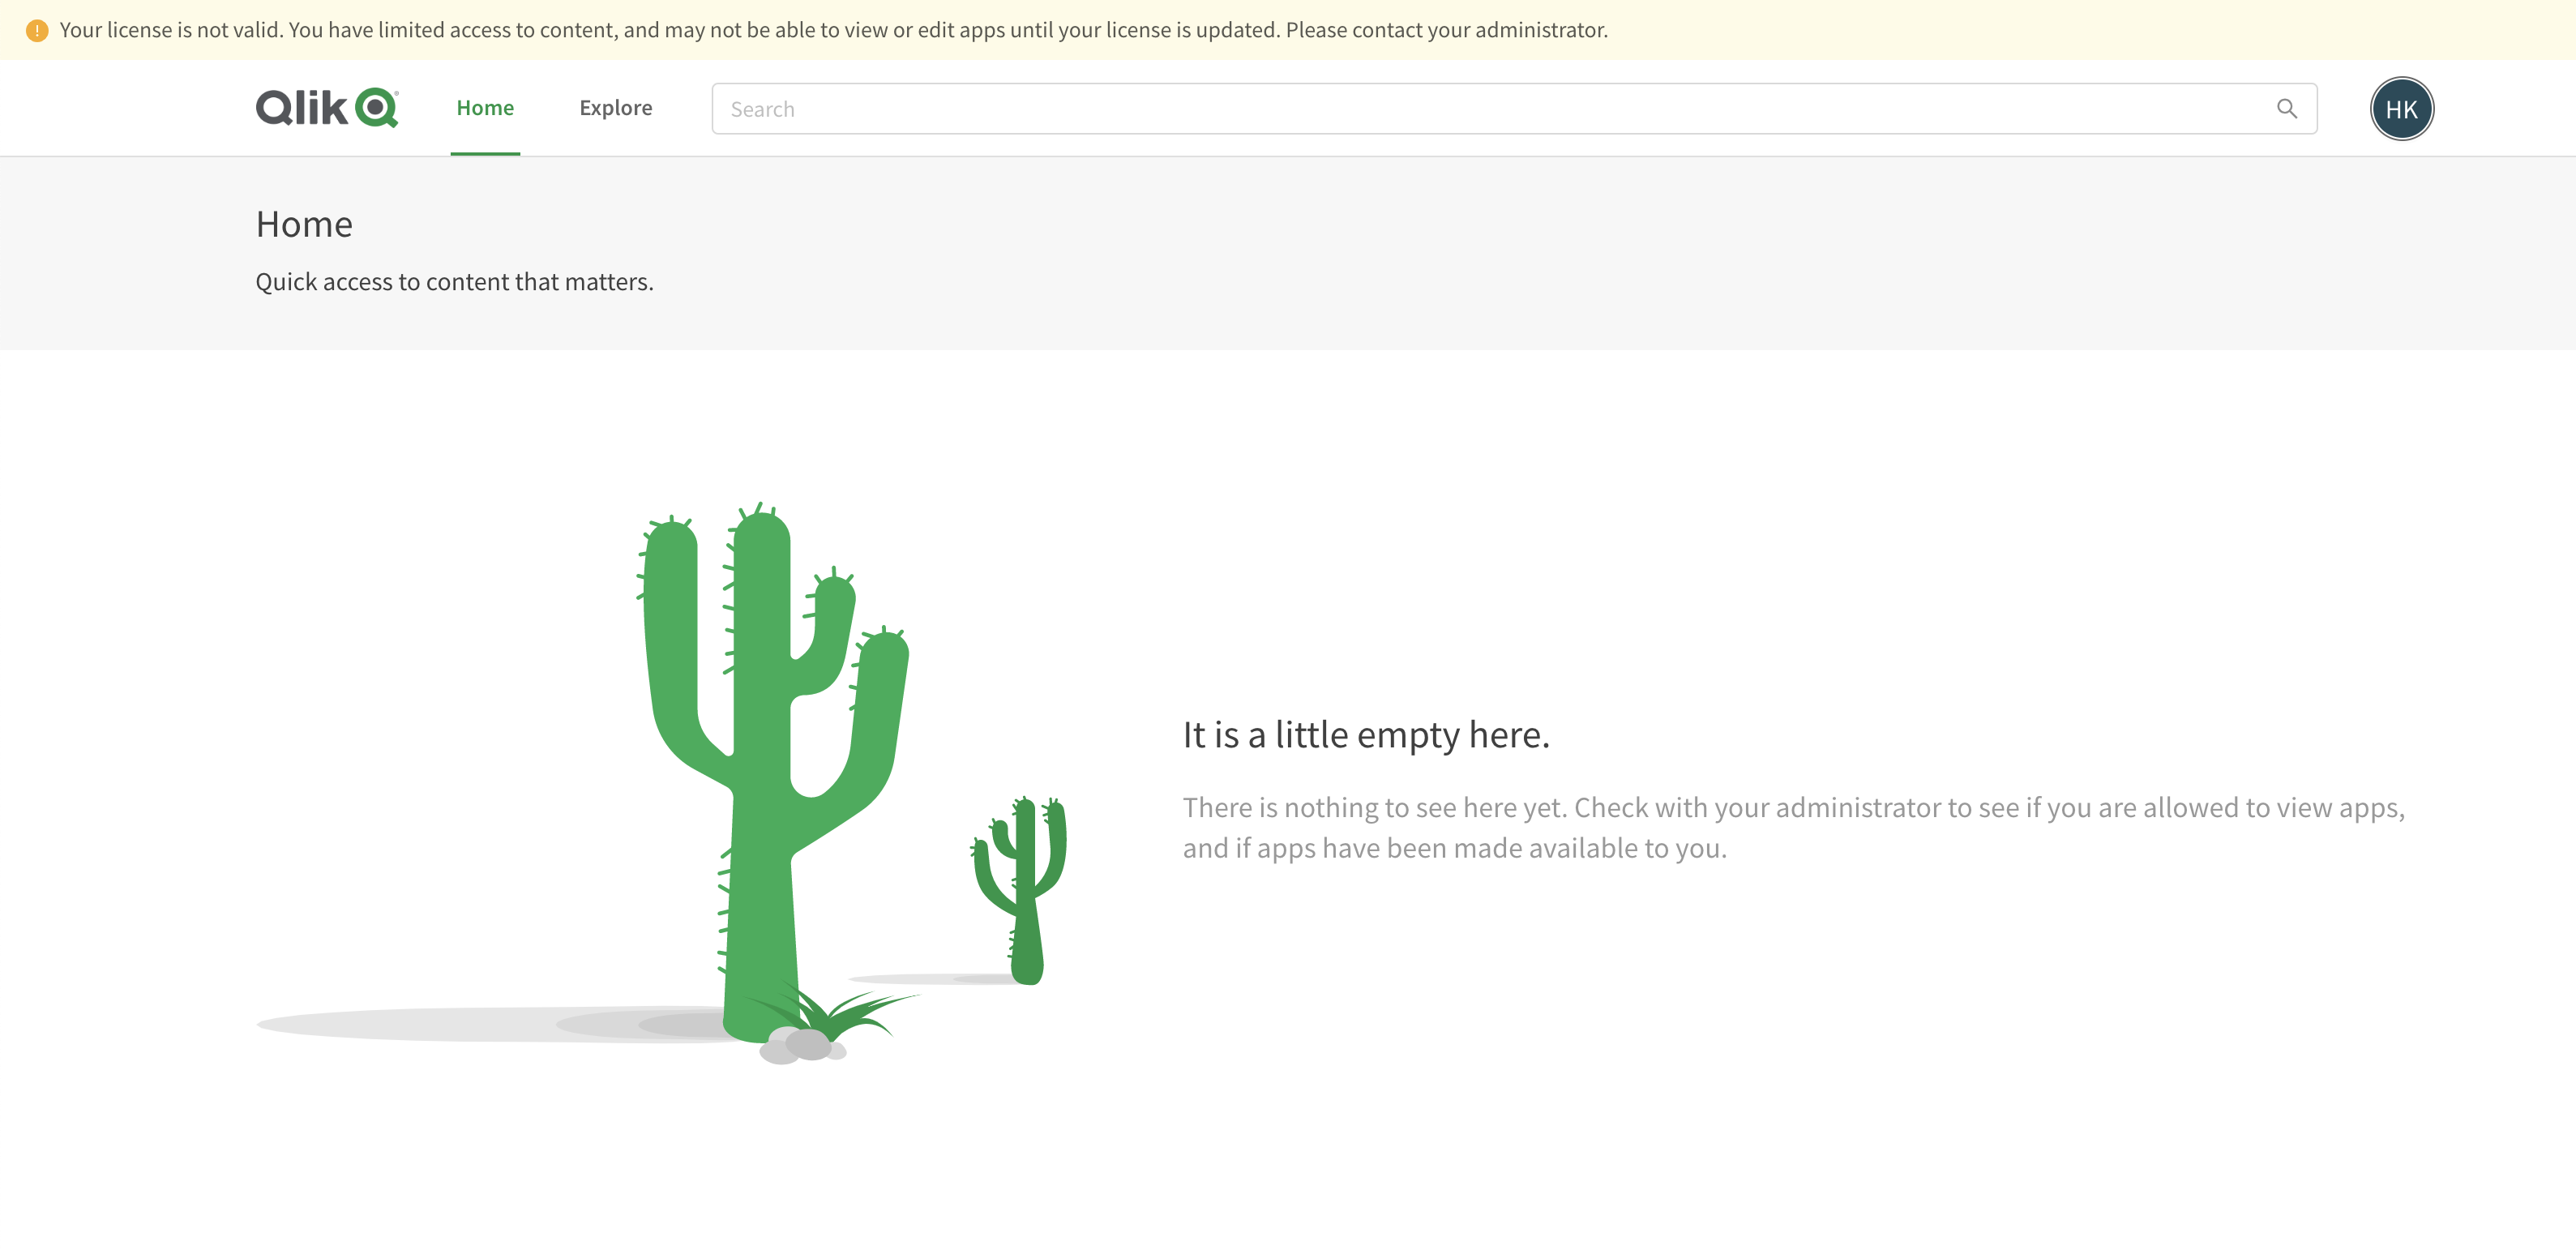 ! Your license is not valid. You have limited access to content, and may not be able to view or edit apps until your license is updated. Please contact your administrator.
Qlik Home Explore Search HK
Home
Quick access to content that matters.
It is a little empty here.
There is nothing to see here yet. Check with your administrator to see if you are allowed to view apps,
and if apps have been made available to you.